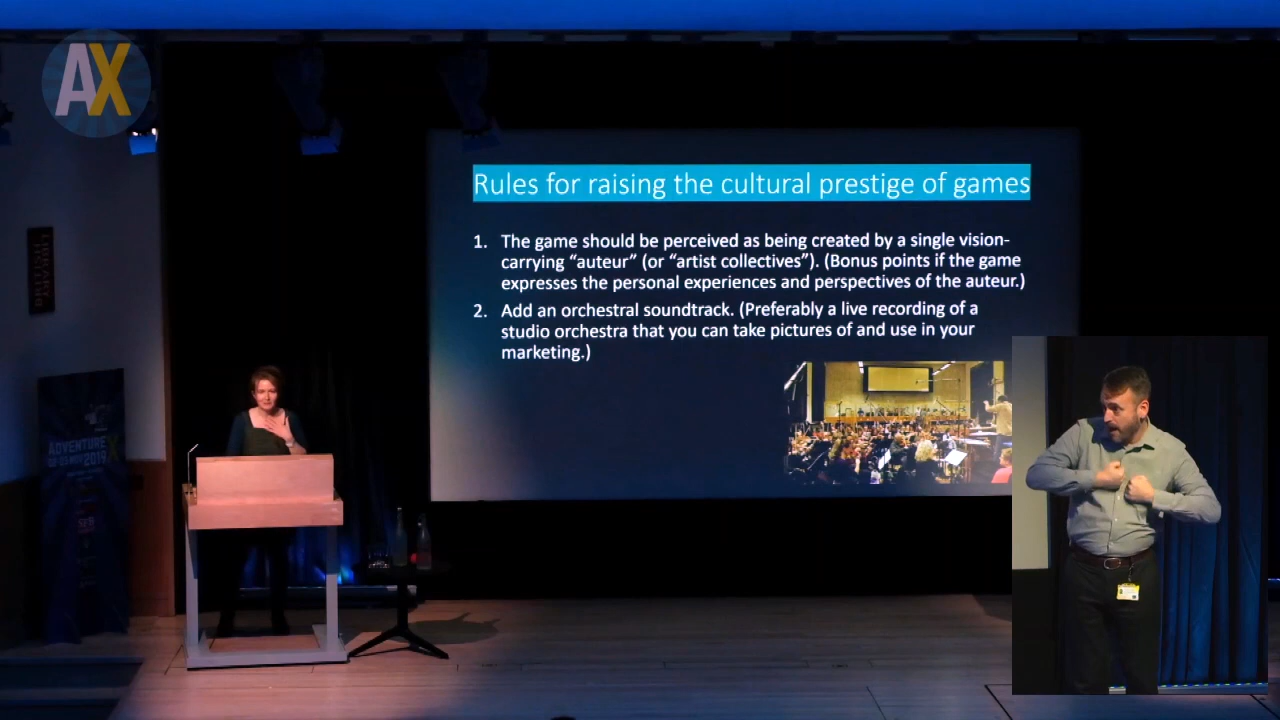 AX
Rules for raising the cultural prestige of games
1. The game should be perceived as being created by a single vision-
carrying “auteur” (or “artist collectives”). (Bonus points if the game
expresses the personal experiences and perspectives of the auteur.)
2. Add an orchestral soundtrack. (Preferably a live recording of a
studio orchestra that you can take pictures of and use in your
marketing.)
ADVENTURE X
2019